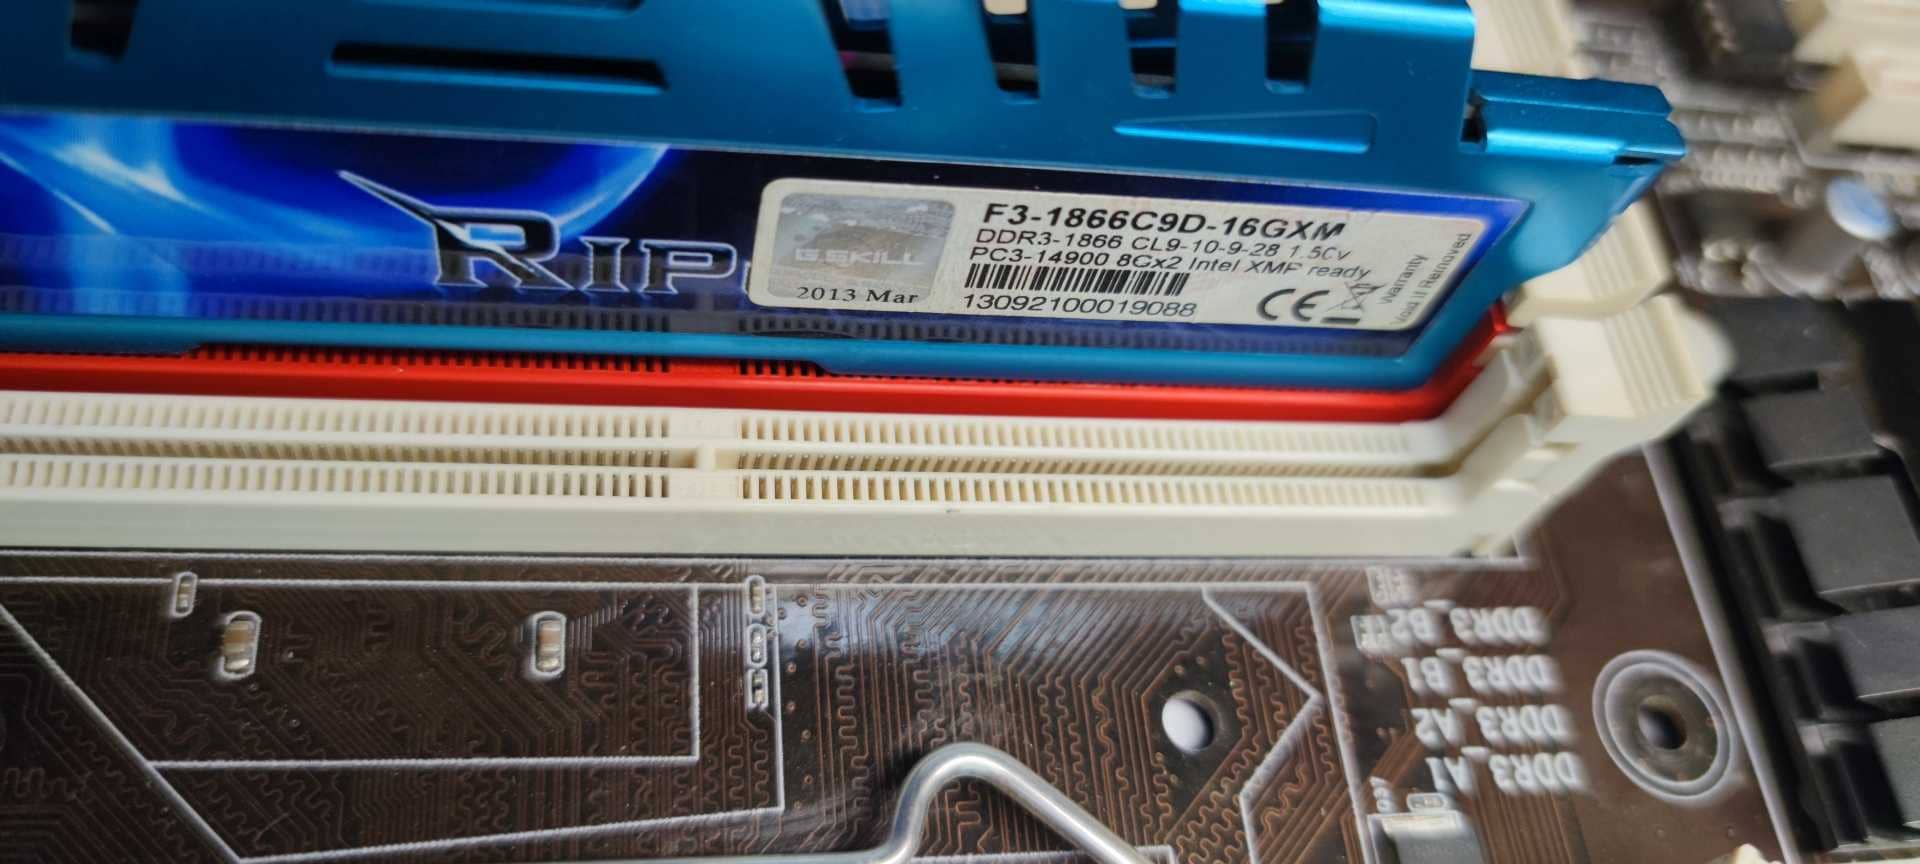 RIP
G.SKILL
2013 Mar
F3-1866C9D-16GXM
DDR3-1866 CL9-10-9-28 1.50v
PC3-14900 8Gx2 Intel XMP ready
13092100019088
CE
Warranty
Void if Removed
DDR3_B2
DDR3_B1
DDR3_A2
DDR3_A1